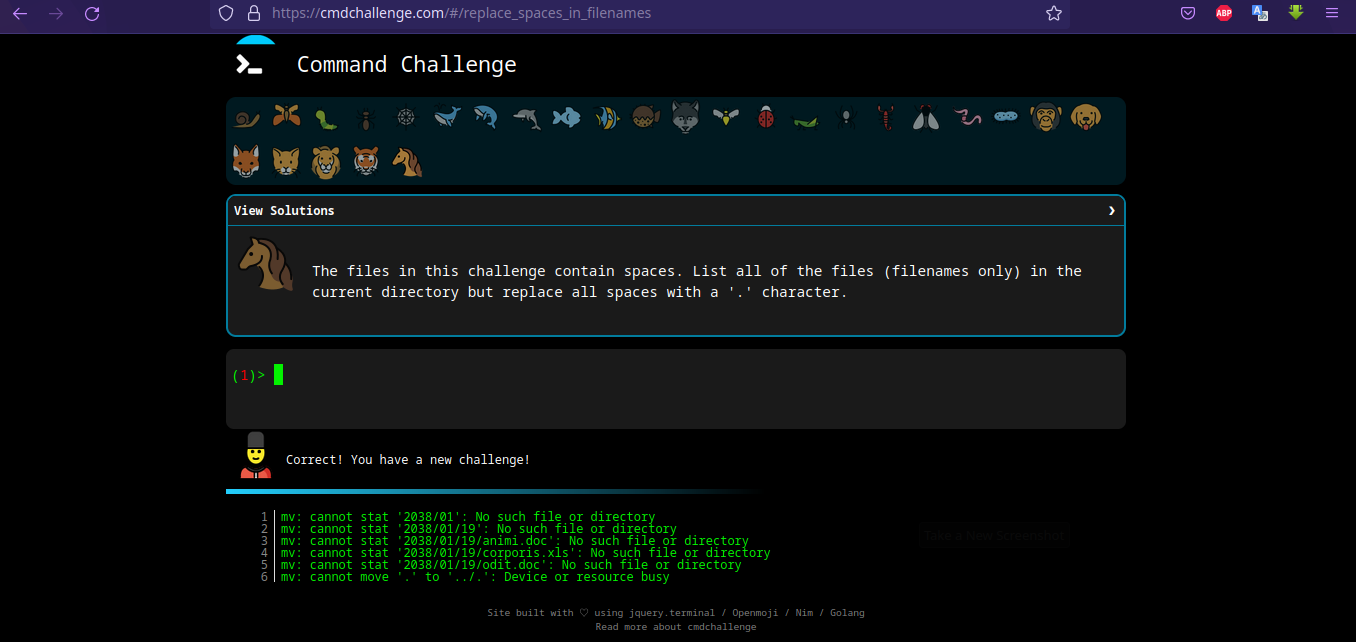 https://cmdchallenge.com/#/replace_spaces_in_filenames
ABP
Command Challenge
View Solutions
The files in this challenge contain spaces. List all of the files (filenames only) in the
current directory but replace all spaces with a '.' character.
(1)>
Correct! You have a new challenge!
1 mv: cannot stat '2038/01': No such file or directory
2 mv: cannot stat '2038/01/19': No such file or directory
3 mv: cannot stat '2038/01/19/animi.doc': No such file or directory
4 mv: cannot stat '2038/01/19/corporis.xls': No such file or directory
5 mv: cannot stat '2038/01/19/odit.doc': No such file or directory
6 mv: cannot move '.' to '../.': Device or resource busy
Take a New Screenshot
Site built with ♡ using jquery.terminal / Openmoji / Nim / Golang
Read more about cmdchallenge